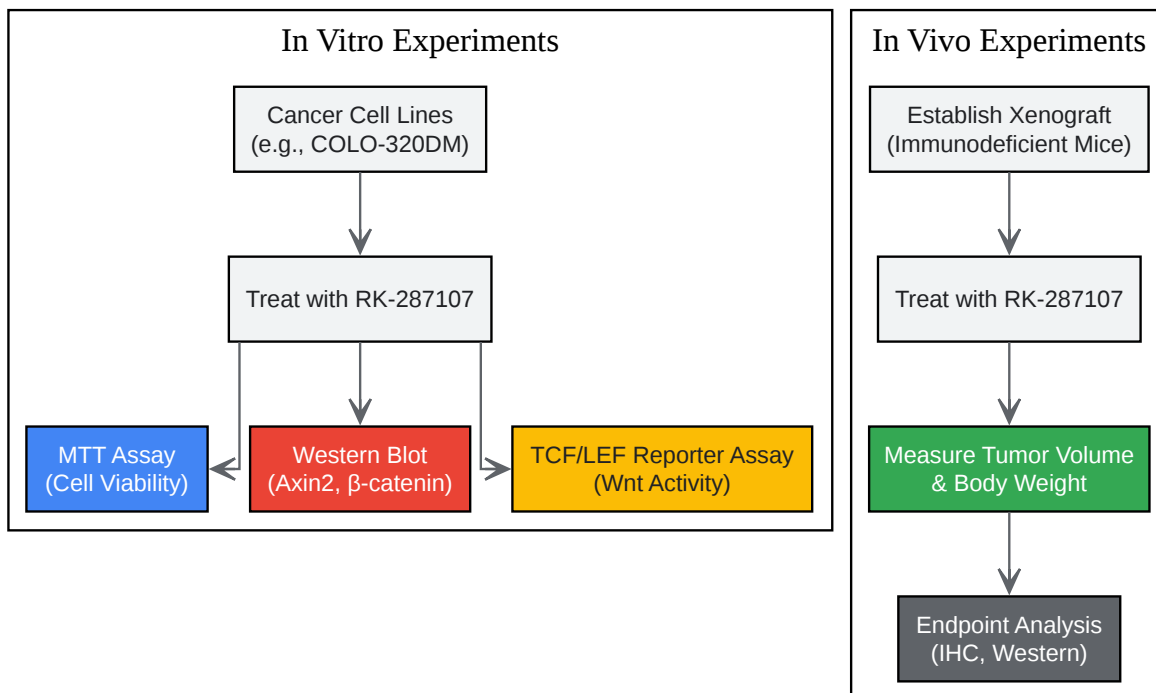 In Vitro Experiments
Cancer Cell Lines
(e.g., COLO-320DM)
Treat with RK-287107
MTT Assay
(Cell Viability)
Western Blot
(Axin2, β-catenin)
TCF/LEF Reporter Assay
(Wnt Activity)
In Vivo Experiments
Establish Xenograft
(Immunodeficient Mice)
Treat with RK-287107
Measure Tumor Volume
& Body Weight
Endpoint Analysis
(IHC, Western)